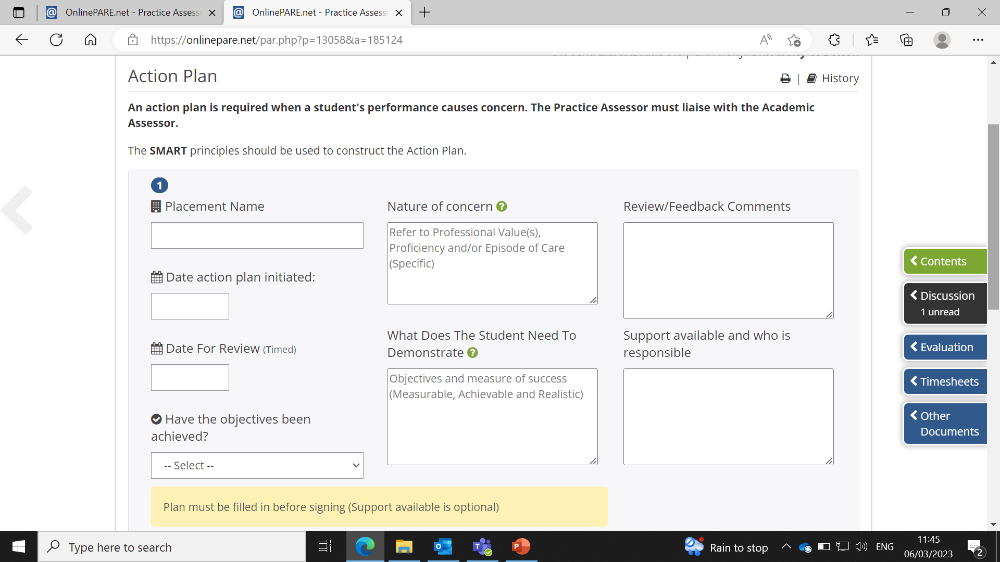 OnlinePARE.net - Practice Assess
OnlinePARE.net - Practice Assess
https://onlinepare.net/par.php?p=13058&a=185124
Action Plan
| History
An action plan is required when a student's performance causes concern. The Practice Assessor must liaise with the Academic
Assessor.
The SMART principles should be used to construct the Action Plan.
1
Placement Name
Nature of concern ?
Refer to Professional Value(s),
Proficiency and/or Episode of Care
(Specific)
Review/Feedback Comments
Date action plan initiated:
Date For Review (Timed)
What Does The Student Need To
Demonstrate ?
Objectives and measure of success
(Measurable, Achievable and Realistic)
Support available and who is
responsible
Have the objectives been
achieved?
-- Select --
Plan must be filled in before signing (Support available is optional)
Contents
Discussion
1 unread
Evaluation
Timesheets
Other
Documents
Type here to search
Rain to stop
ENG
11:45
06/03/2023
2